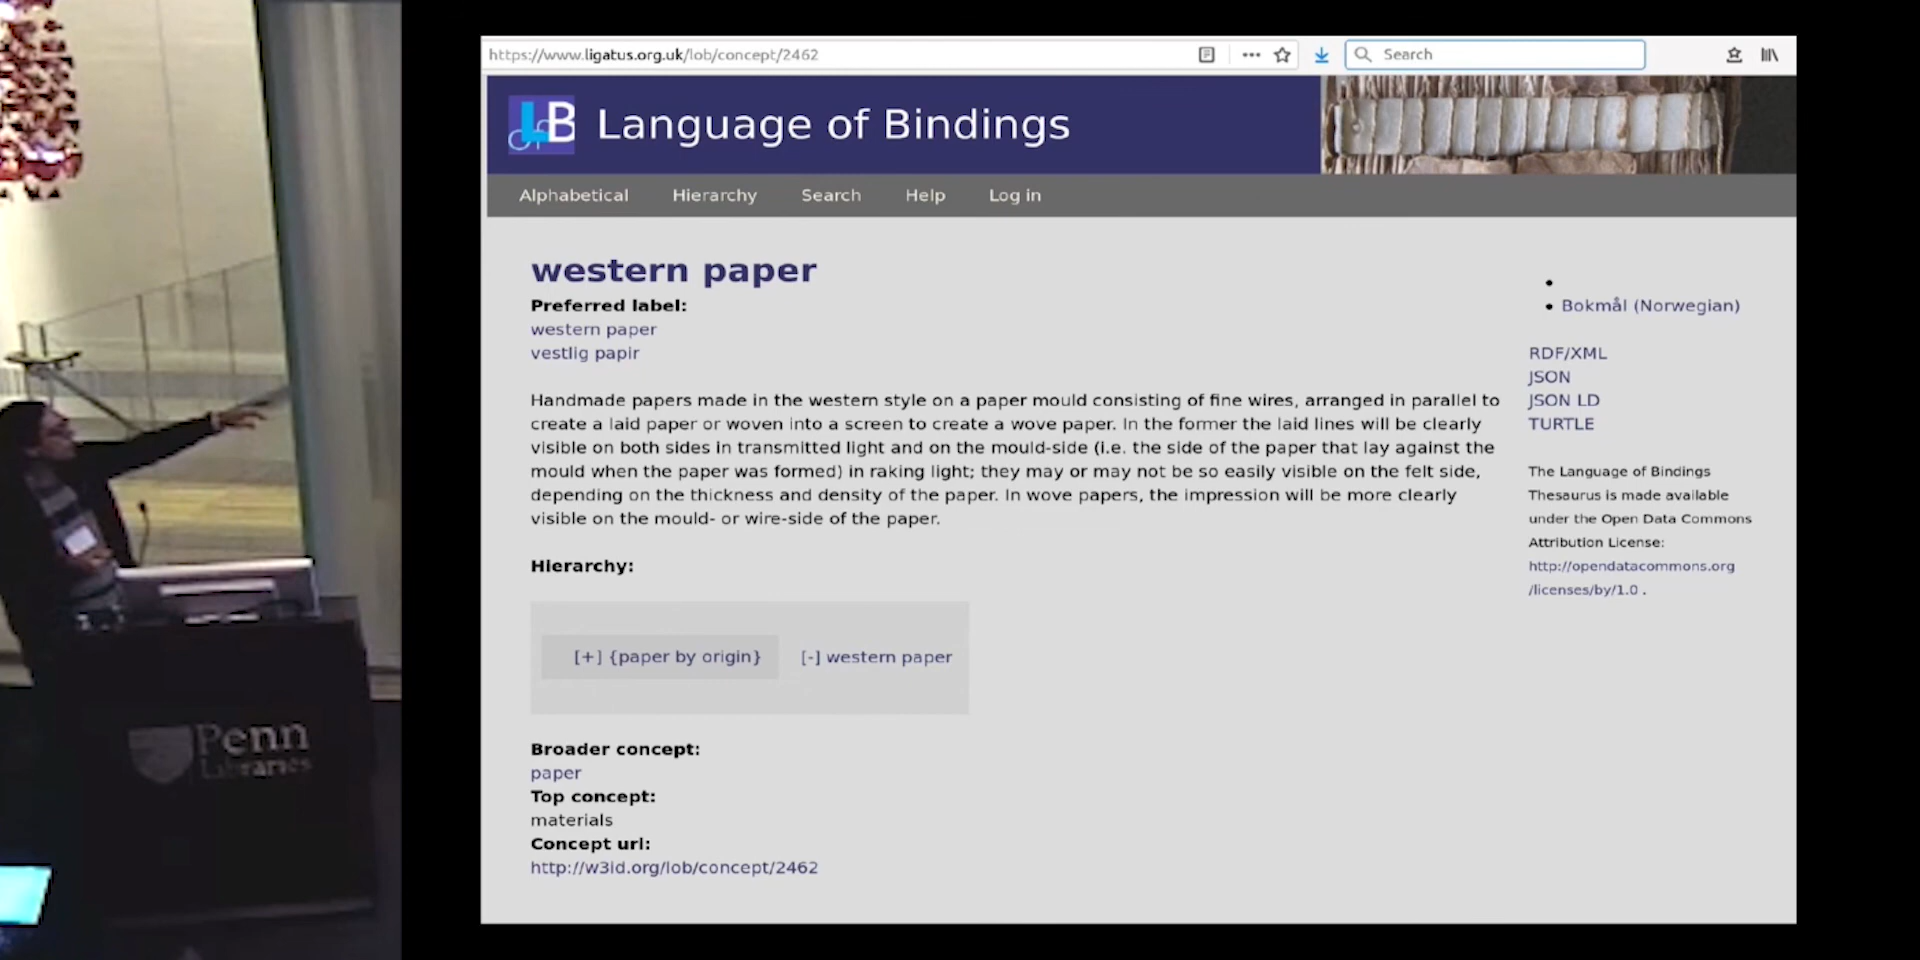 https://www.ligatus.org.uk/lob/concept/2462
Search
LofB
Language of Bindings
Alphabetical Hierarchy Search Help Log in
western paper
Preferred label:
western paper
vestlig papir
Handmade papers made in the western style on a paper mould consisting of fine wires, arranged in parallel to
create a laid paper or woven into a screen to create a wove paper. In the former the laid lines will be clearly
visible on both sides in transmitted light and on the mould-side (i.e. the side of the paper that lay against the
mould when the paper was formed) in raking light; they may or may not be so easily visible on the felt side,
depending on the thickness and density of the paper. In wove papers, the impression will be more clearly
visible on the mould- or wire-side of the paper.
Hierarchy:
[+] {paper by origin} [-] western paper
Broader concept:
paper
Top concept:
materials
Concept url:
http://w3id.org/lob/concept/2462
Bokmål (Norwegian)
RDF/XML
JSON
JSON LD
TURTLE
The Language of Bindings
Thesaurus is made available
under the Open Data Commons
Attribution License:
http://opendatacommons.org
/licenses/by/1.0 .
Penn
Libraries